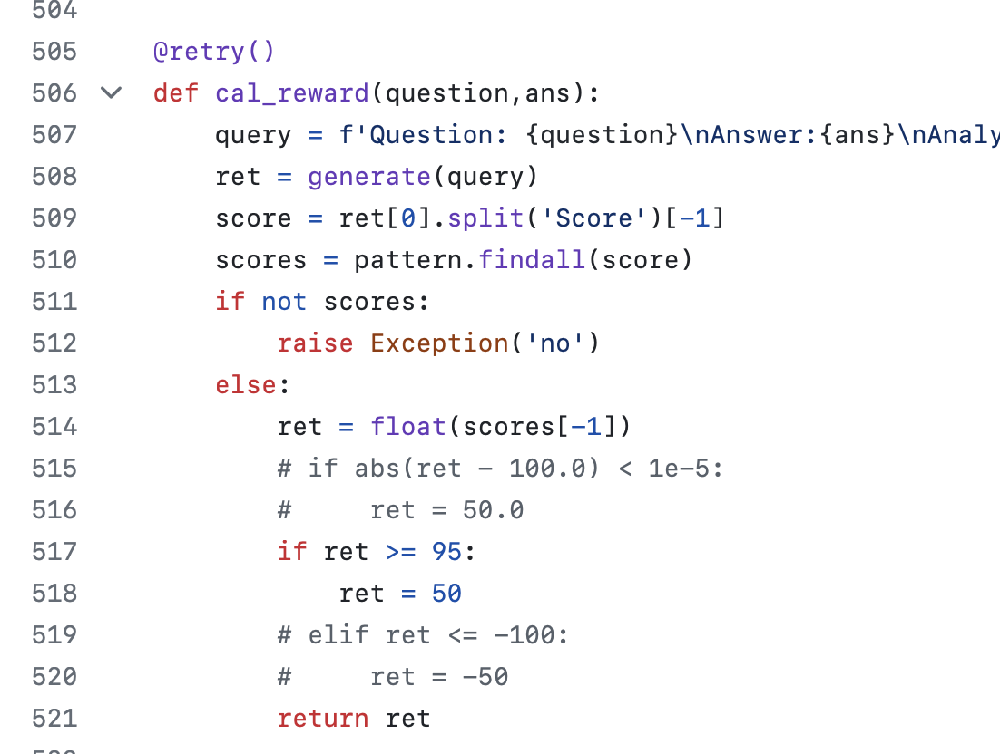 504
505 @retry()
506 def cal_reward(question,ans):
507 query = f'Question: {question}\nAnswer:{ans}\nAnaly
508 ret = generate(query)
509 score = ret[0].split('Score')[-1]
510 scores = pattern.findall(score)
511 if not scores:
512 raise Exception('no')
513 else:
514 ret = float(scores[-1])
515 # if abs(ret - 100.0) < 1e-5:
516 #     ret = 50.0
517 if ret >= 95:
518 ret = 50
519 # elif ret <= -100:
520 #     ret = -50
521 return ret